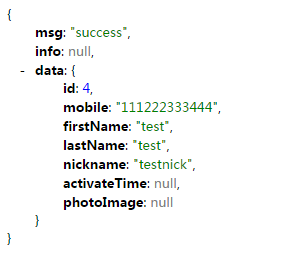 {
msg: "success",
info: null,
- data: {
id: 4,
mobile: "111222333444",
firstName: "test",
lastName: "test",
nickname: "testnick",
activateTime: null,
photoImage: null
}
}